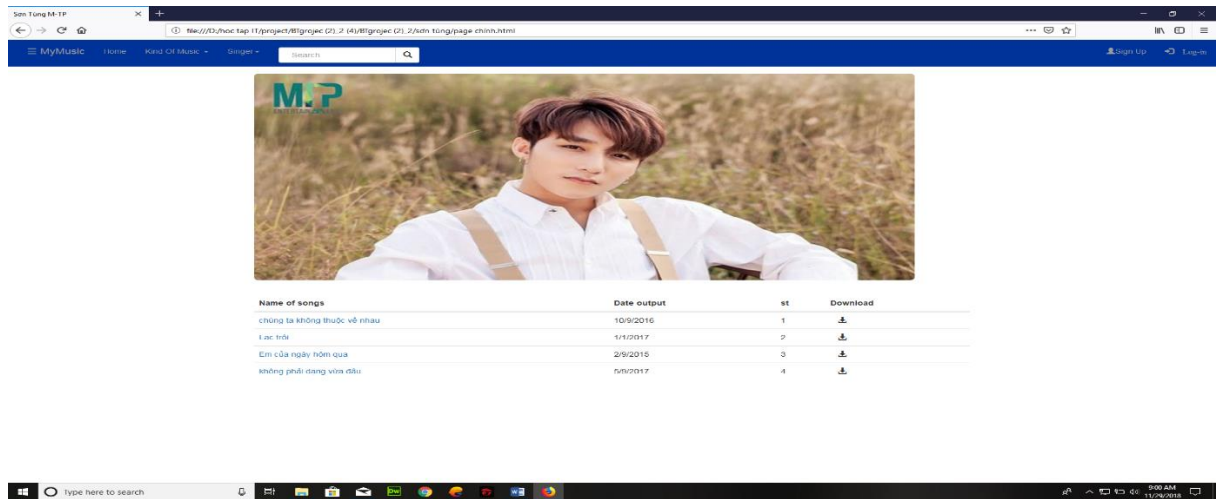 Sơn Tùng M-TP
file:///D:/hoc tap IT/project/BTgrojec (2)_2 (4)/BTgrojec (2)_2/sơn tùng/page chinh.html
MyMusic Home Kind Of Music Singer Search Sign Up Log-in
Name of songs Date output st Download
chúng ta không thuộc về nhau 10/9/2016 1
Lạc trôi 1/1/2017 2
Em của ngày hôm qua 2/9/2015 3
không phải dạng vừa đâu 5/9/2017 4
Type here to search
9:00 AM
11/29/2018